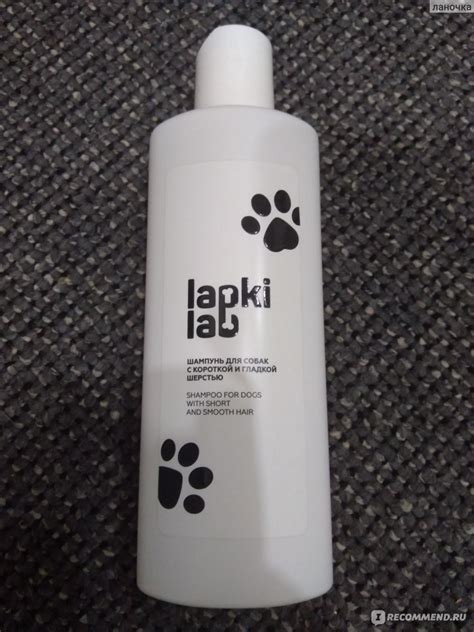 ланочка
lapki
lab
ШАМПУНЬ ДЛЯ СОБАК
С КОРОТКОЙ И ГЛАДКОЙ
ШЕРСТЬЮ
SHAMPOO FOR DOGS
WITH SHORT
AND SMOOTH HAIR
I RECOMMEND.RU